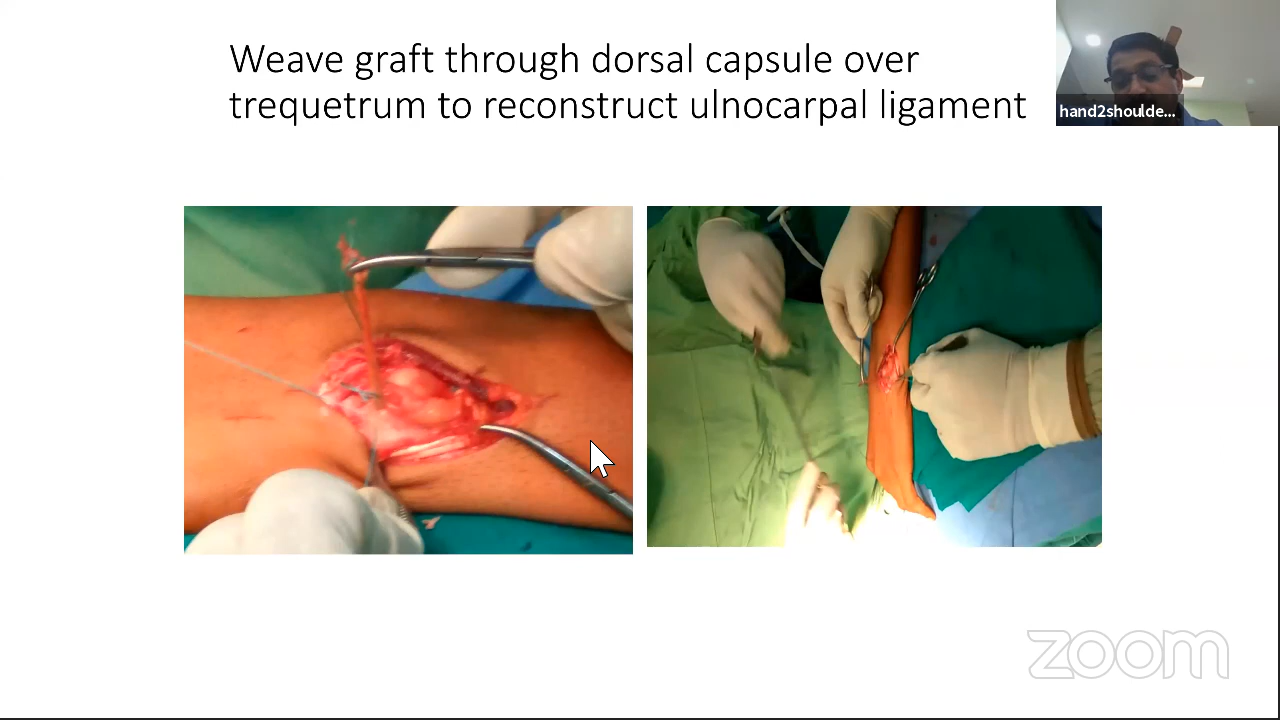 Weave graft through dorsal capsule over
trequetrum to reconstruct ulnocarpal ligament
hand2shoulde...
zoom